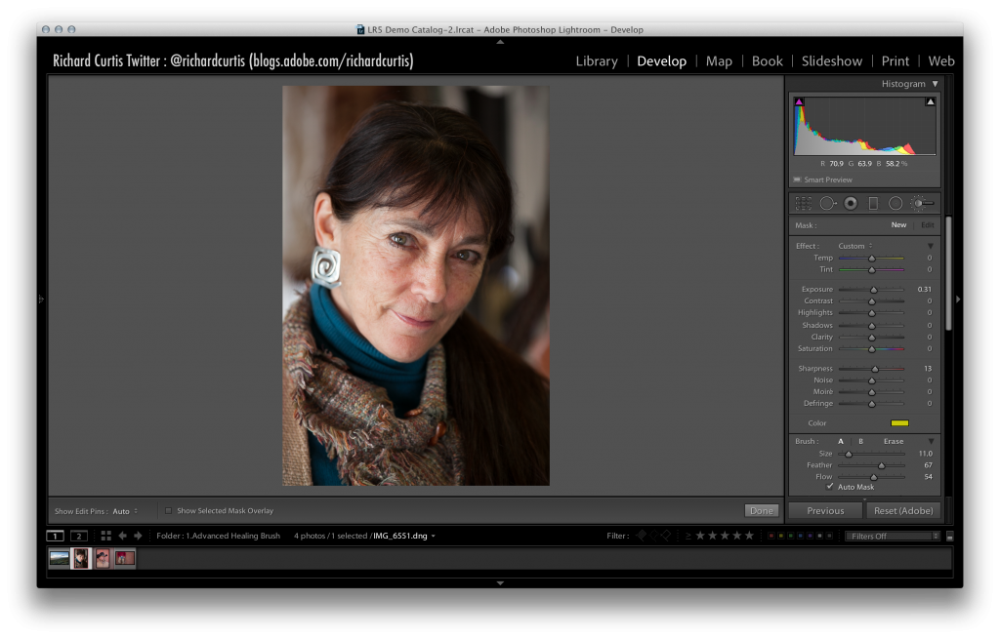 LR5 Demo Catalog-2.lrcat - Adobe Photoshop Lightroom - Develop
Richard Curtis Twitter : @richardcurtis (blogs.adobe.com/richardcurtis)
Library | Develop | Map | Book | Slideshow | Print | Web
Histogram
R 70.9 G 63.9 B 58.2 %
Smart Preview
Mask : New | Edit
Effect : Custom
Temp 0
Tint 0
Exposure 0.31
Contrast 0
Highlights 0
Shadows 0
Clarity 0
Saturation 0
Sharpness 13
Noise 0
Moiré 0
Defringe 0
Color
Brush : A | B Erase
Size 11.0
Feather 67
Flow 54
Auto Mask
Show Edit Pins : Auto Show Selected Mask Overlay Done
Previous Reset (Adobe)
1 2 Folder : 1.Advanced Healing Brush 4 photos / 1 selected / IMG_6551.dng Filter : Filters Off